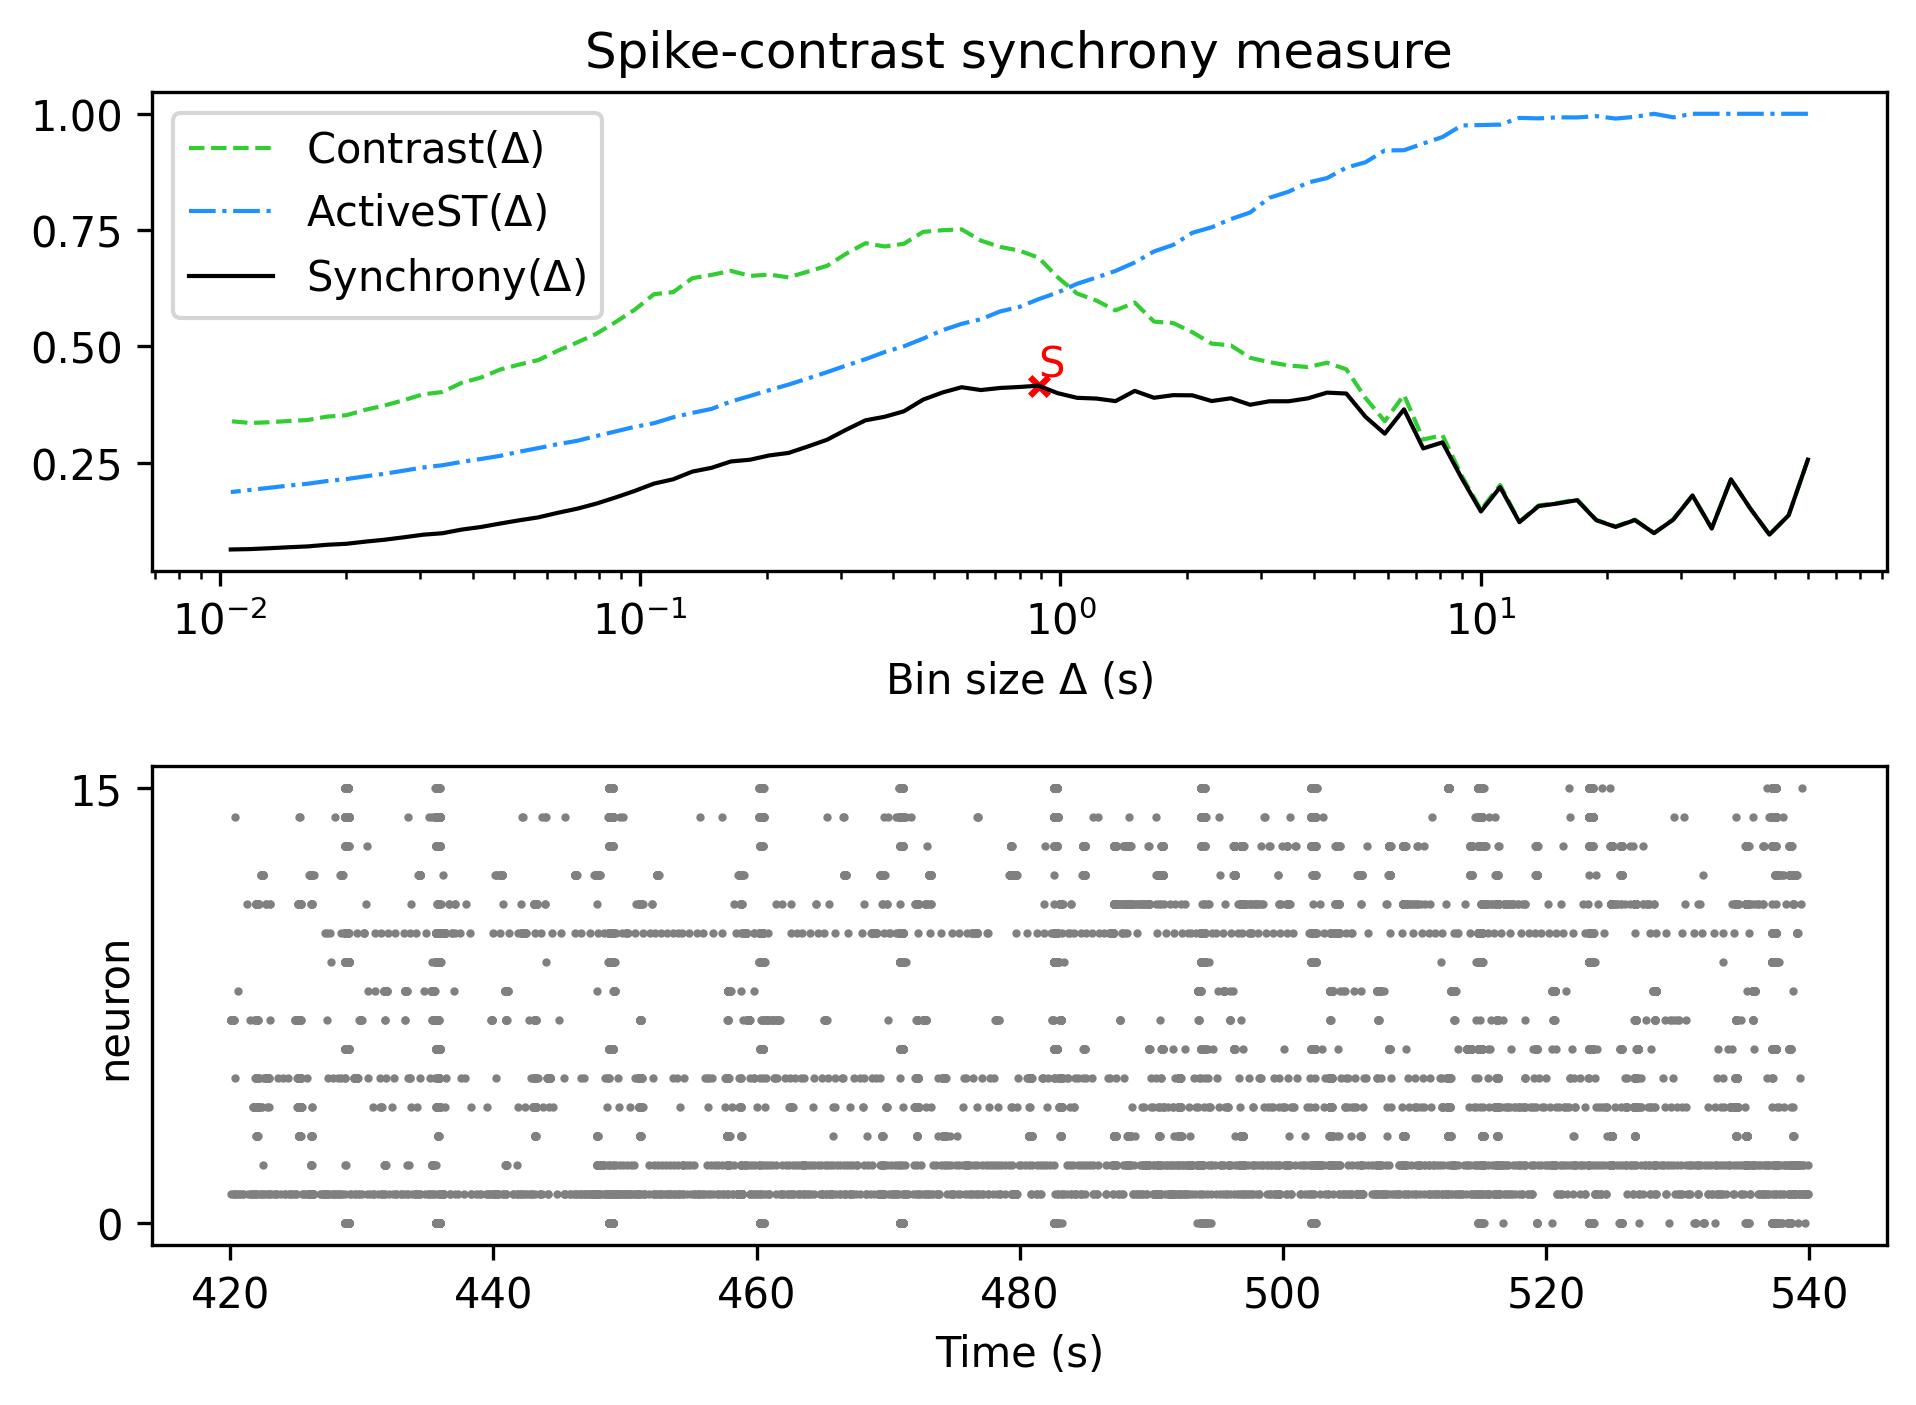 Spike-contrast synchrony measure
1.00
0.75
0.50
0.25
Contrast(Δ)
ActiveST(Δ)
Synchrony(Δ)
S
10⁻² 10⁻¹ 10⁰ 10¹
Bin size Δ (s)
15
0
neuron
420 440 460 480 500 520 540
Time (s)